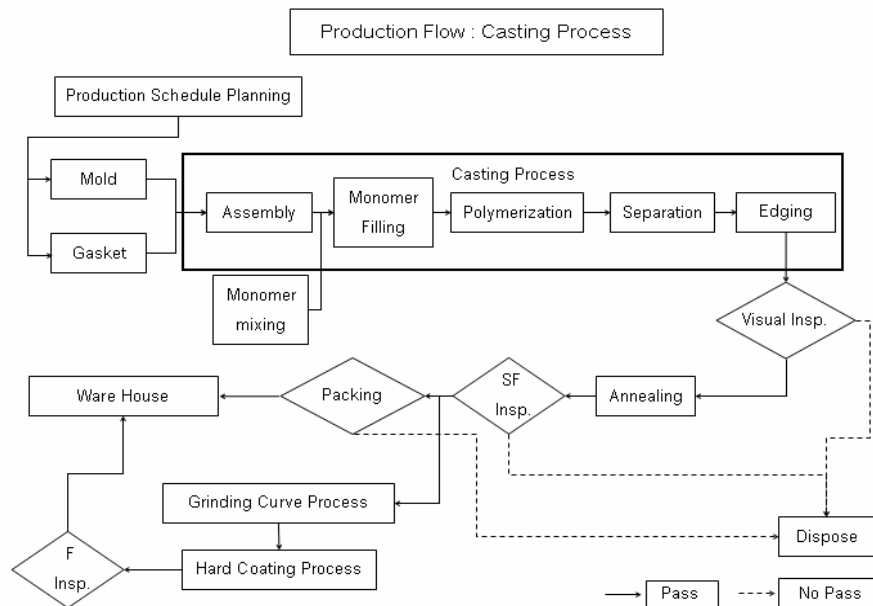 Production Flow : Casting Process
Production Schedule Planning
Mold
Gasket
Casting Process
Assembly
Monomer
Filling
Polymerization
Separation
Edging
Monomer
mixing
Visual Insp.
Ware House
Packing
SF
Insp.
Annealing
Grinding Curve Process
Hard Coating Process
F
Insp.
Dispose
Pass
No Pass